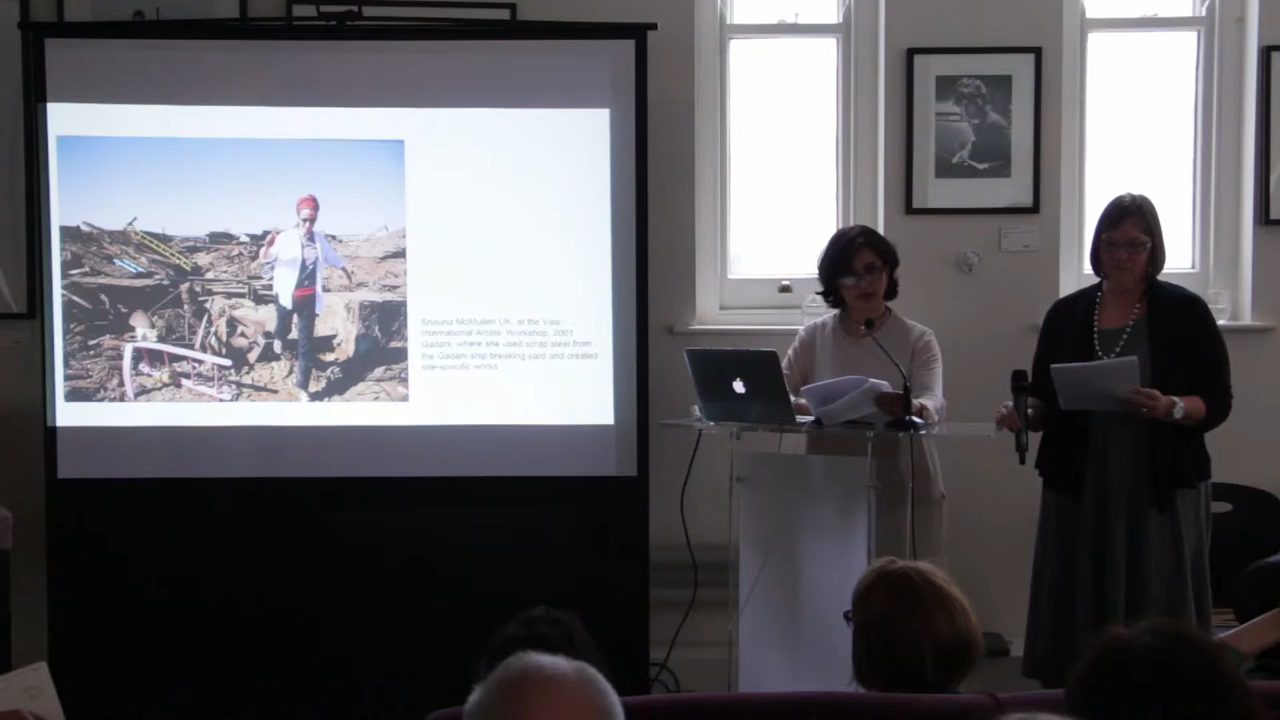 Shauna McMullen UK, at the Vasl
International Artists' Workshop, 2001
Gadani, where she used scrap steel from
the Gadani ship breaking yard and created
site-specific works